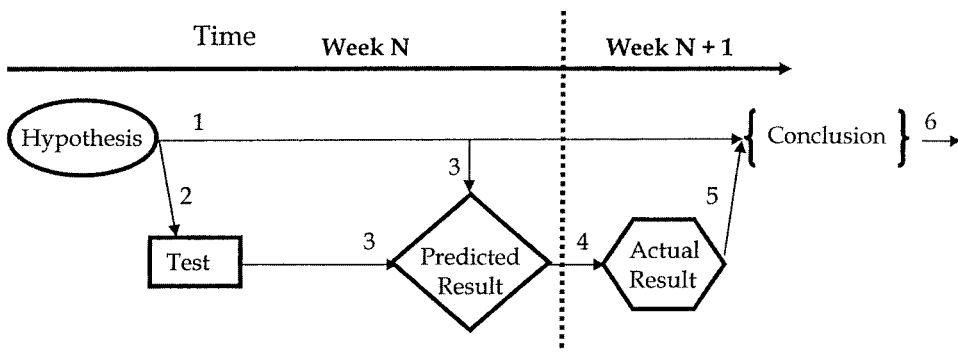 Time
Week N
Week N + 1
Hypothesis
1
{ Conclusion }
6
2
3
5
Test
3
Predicted
Result
4
Actual
Result